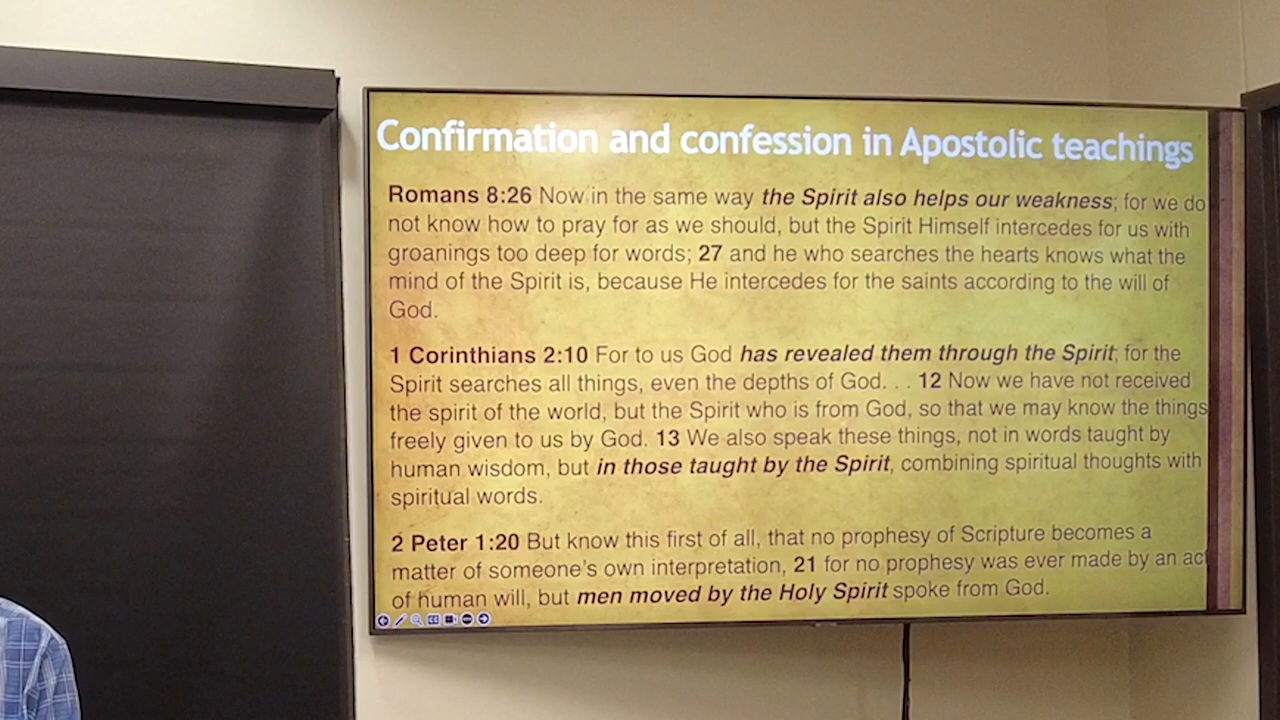 Confirmation and confession in Apostolic teachings
Romans 8:26 Now in the same way the Spirit also helps our weakness; for we do
not know how to pray for as we should, but the Spirit Himself intercedes for us with
groanings too deep for words; 27 and he who searches the hearts knows what the
mind of the Spirit is, because He intercedes for the saints according to the will of
God.
1 Corinthians 2:10 For to us God has revealed them through the Spirit; for the
Spirit searches all things, even the depths of God. . . 12 Now we have not received
the spirit of the world, but the Spirit who is from God, so that we may know the things
freely given to us by God. 13 We also speak these things, not in words taught by
human wisdom, but in those taught by the Spirit, combining spiritual thoughts with
spiritual words.
2 Peter 1:20 But know this first of all, that no prophesy of Scripture becomes a
matter of someone's own interpretation, 21 for no prophesy was ever made by an act
of human will, but men moved by the Holy Spirit spoke from God.